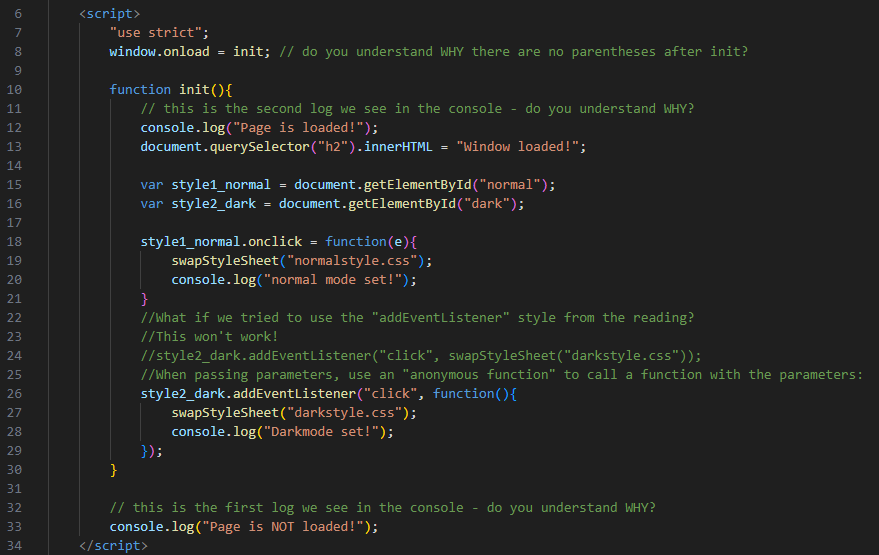 6 <script>
7 "use strict";
8 window.onload = init; // do you understand WHY there are no parentheses after init?
9
10 function init(){
11 // this is the second log we see in the console - do you understand WHY?
12 console.log("Page is loaded!");
13 document.querySelector("h2").innerHTML = "Window loaded!";
14
15 var style1_normal = document.getElementById("normal");
16 var style2_dark = document.getElementById("dark");
17
18 style1_normal.onclick = function(e){
19 swapStyleSheet("normalstyle.css");
20 console.log("normal mode set!");
21 }
22 //What if we tried to use the "addEventListener" style from the reading?
23 //This won't work!
24 //style2_dark.addEventListener("click", swapStyleSheet("darkstyle.css"));
25 //When passing parameters, use an "anonymous function" to call a function with the parameters:
26 style2_dark.addEventListener("click", function(){
27 swapStyleSheet("darkstyle.css");
28 console.log("Darkmode set!");
29 });
30 }
31
32 // this is the first log we see in the console - do you understand WHY?
33 console.log("Page is NOT loaded!");
34 </script>